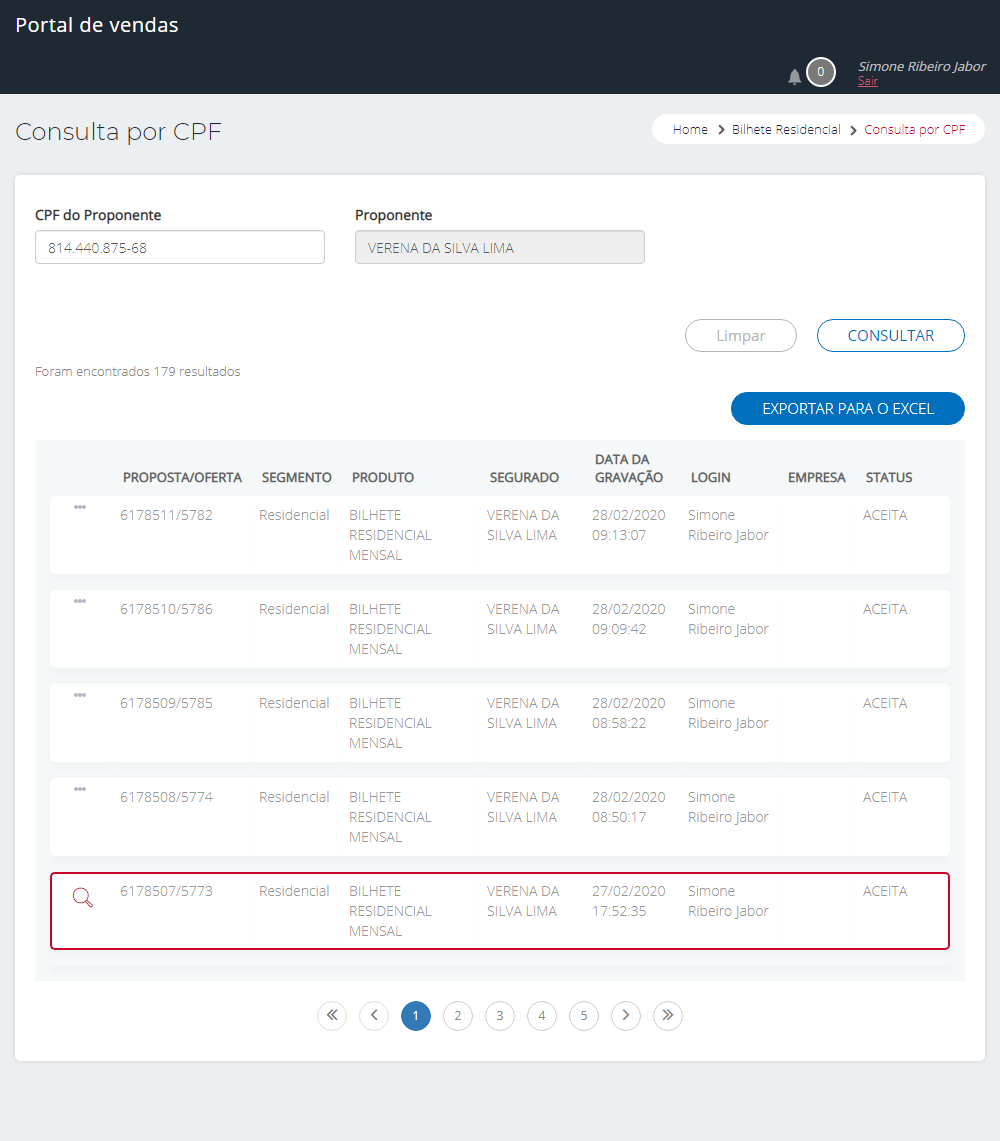 Portal de vendas
0
Simone Ribeiro Jabor
Sair
Consulta por CPF
Home > Bilhete Residencial > Consulta por CPF
CPF do Proponente
Proponente
814.440.875-68
VERENA DA SILVA LIMA
Limpar
CONSULTAR
Foram encontrados 179 resultados
EXPORTAR PARA O EXCEL
PROPOSTA/OFERTA SEGMENTO PRODUTO SEGURADO DATA DA GRAVAÇÃO LOGIN EMPRESA STATUS
6178511/5782 Residencial BILHETE VERENA DA 28/02/2020 Simone ACEITA
RESIDENCIAL SILVA LIMA 09:13:07 Ribeiro Jabor
MENSAL
6178510/5786 Residencial BILHETE VERENA DA 28/02/2020 Simone ACEITA
RESIDENCIAL SILVA LIMA 09:09:42 Ribeiro Jabor
MENSAL
6178509/5785 Residencial BILHETE VERENA DA 28/02/2020 Simone ACEITA
RESIDENCIAL SILVA LIMA 08:58:22 Ribeiro Jabor
MENSAL
6178508/5774 Residencial BILHETE VERENA DA 28/02/2020 Simone ACEITA
RESIDENCIAL SILVA LIMA 08:50:17 Ribeiro Jabor
MENSAL
6178507/5773 Residencial BILHETE VERENA DA 27/02/2020 Simone ACEITA
RESIDENCIAL SILVA LIMA 17:52:35 Ribeiro Jabor
MENSAL
1 2 3 4 5